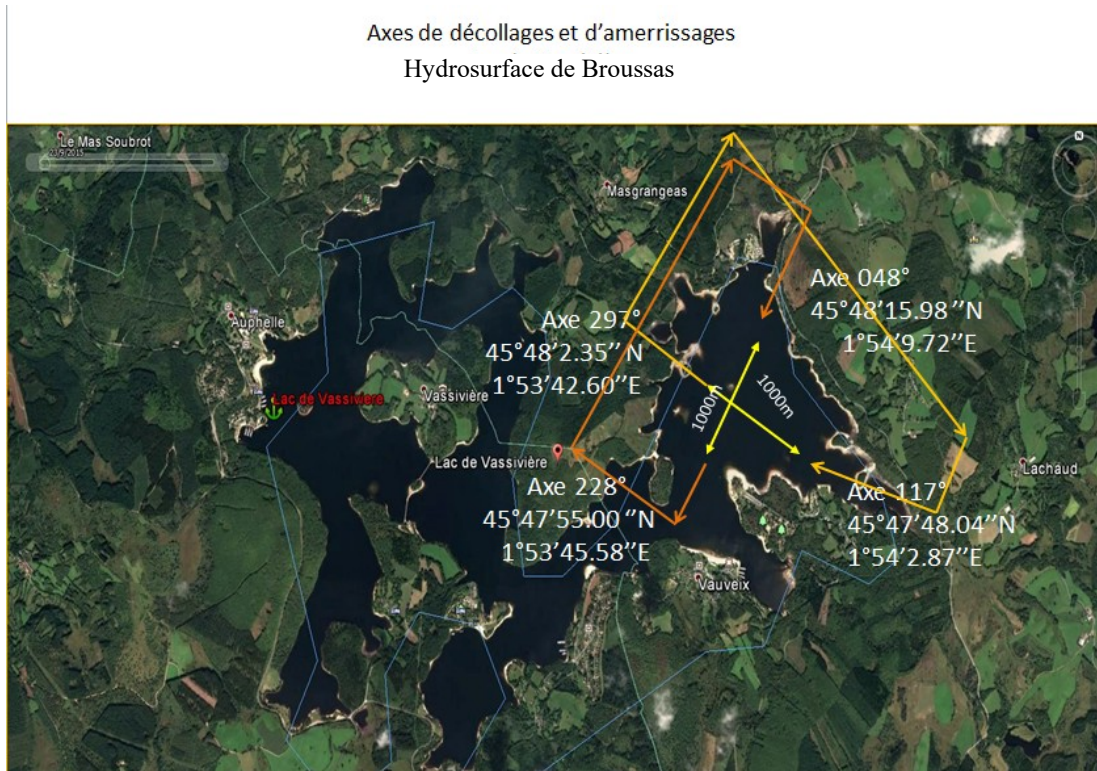 Axes de décollages et d’amerrissages
Hydrosurface de Broussas
Le Mas Soubrot
23/9/2015
N
Masgrangeas
Axe 048°
45°48’15.98 ’’N
1°54’9.72’’E
Axe 297°
45°48’2.35’’ N
1°53’42.60’’E
Auphelle
Lac de Vassivière
Vassivière
1000m
1000m
Lac de Vassivière
Lachaud
Axe 228°
45°47’55.00 ’’N
1°53’45.58’’E
Axe 117°
45°47’48.04’’N
1°54’2.87’’E
Vauveix